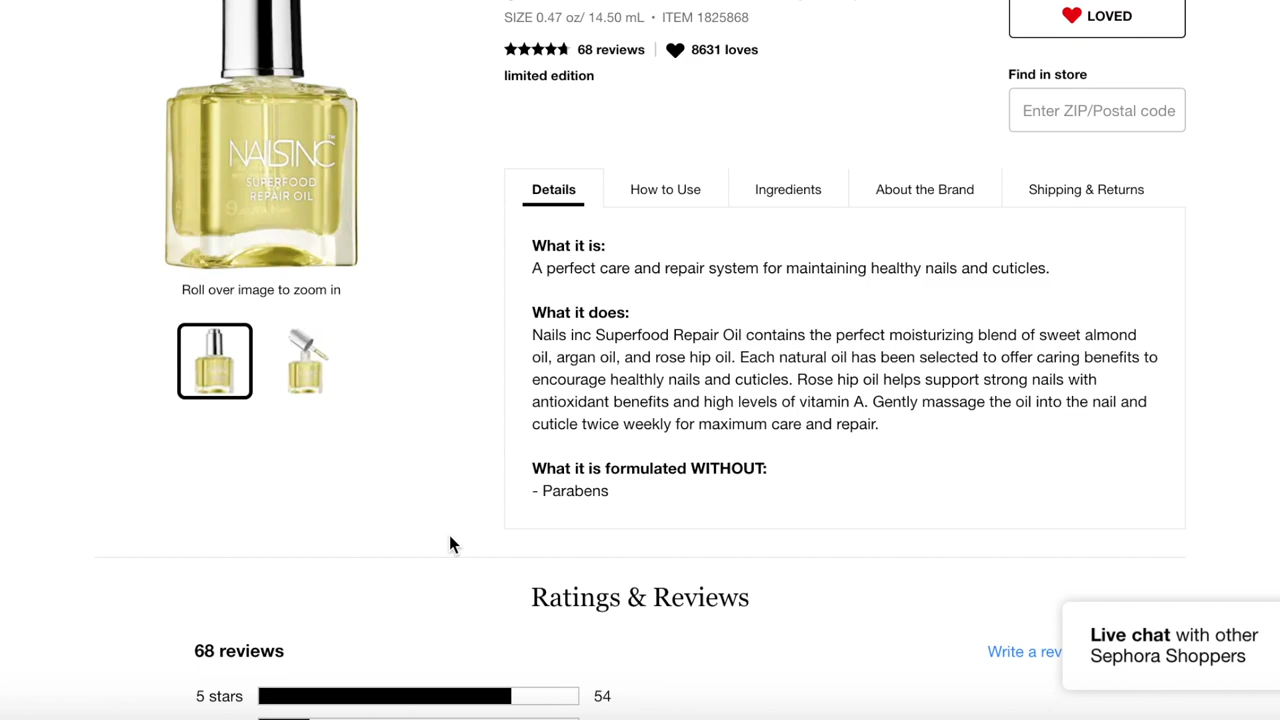 SIZE 0.47 oz/ 14.50 mL • ITEM 1825868
LOVED
68 reviews
8631 loves
limited edition
Find in store
Enter ZIP/Postal code
NAILSINC™
SUPERFOOD
REPAIR OIL
Roll over image to zoom in
Details
How to Use
Ingredients
About the Brand
Shipping & Returns
What it is:
A perfect care and repair system for maintaining healthy nails and cuticles.
What it does:
Nails inc Superfood Repair Oil contains the perfect moisturizing blend of sweet almond
oil, argan oil, and rose hip oil. Each natural oil has been selected to offer caring benefits to
encourage healthly nails and cuticles. Rose hip oil helps support strong nails with
antioxidant benefits and high levels of vitamin A. Gently massage the oil into the nail and
cuticle twice weekly for maximum care and repair.
What it is formulated WITHOUT:
- Parabens
Ratings & Reviews
68 reviews
Write a rev
Live chat with other
Sephora Shoppers
5 stars
54